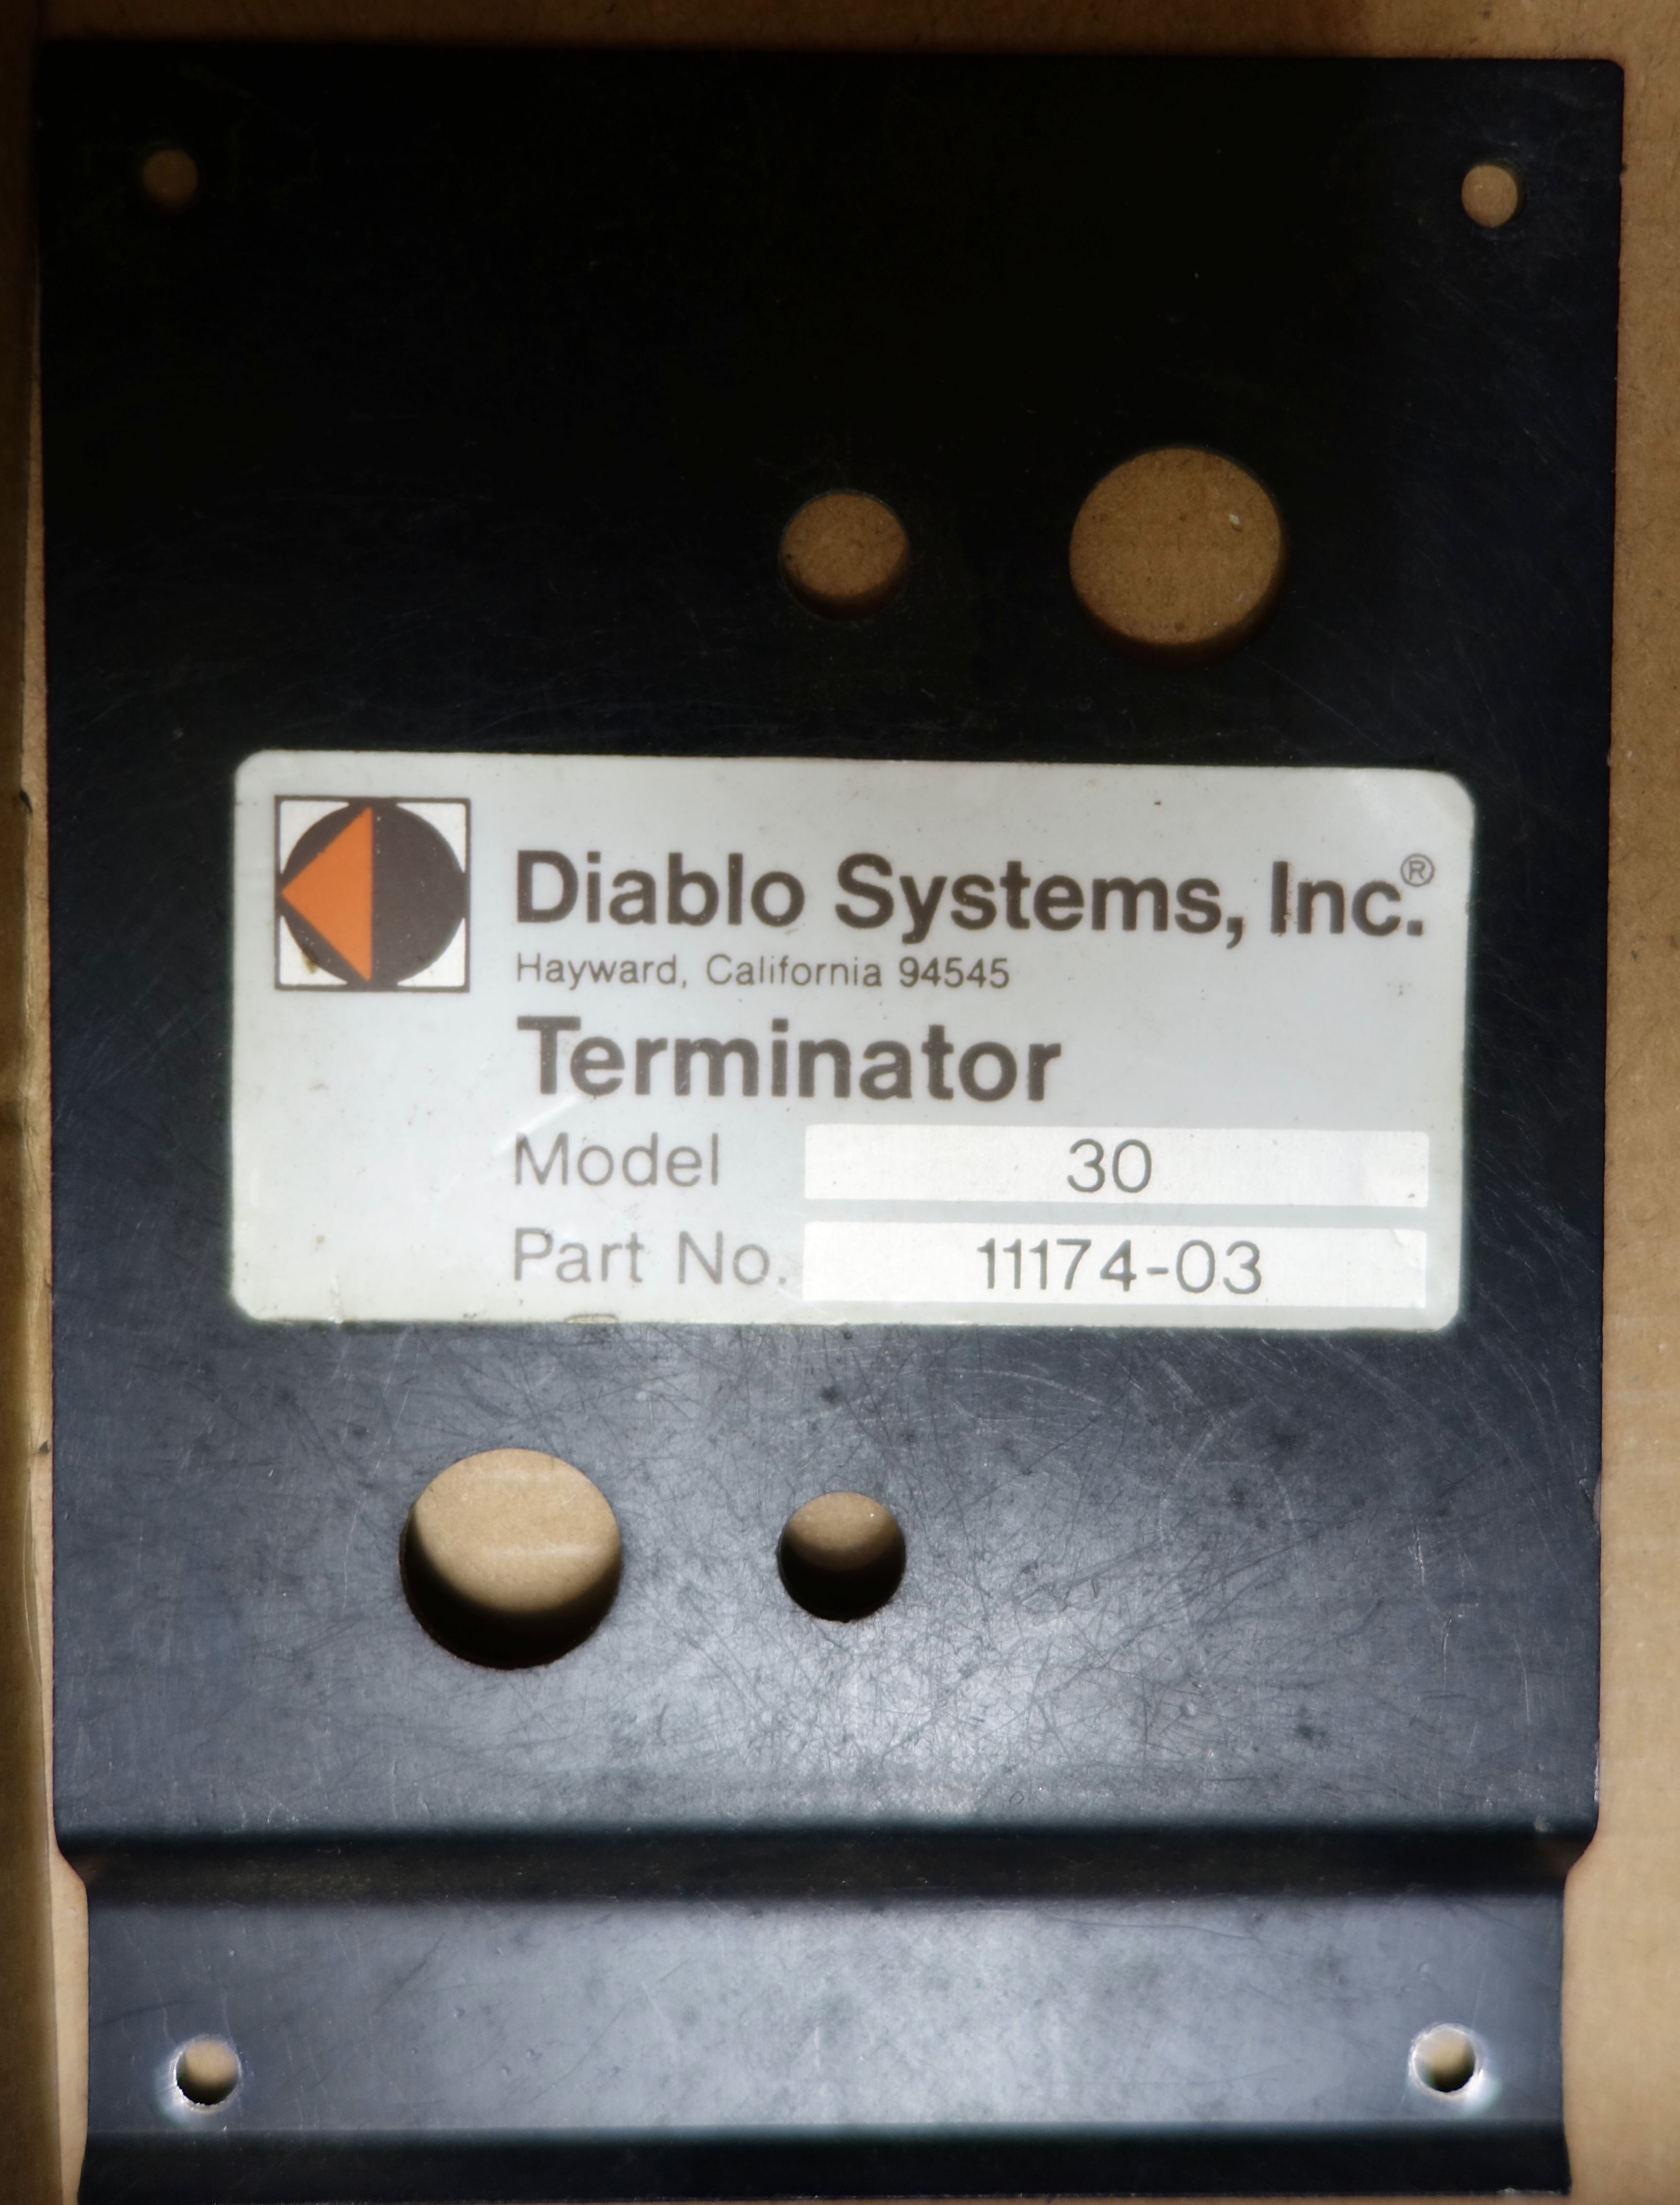 Diablo Systems, Inc.®
Hayward, California 94545
Terminator
Model 30
Part No. 11174-03